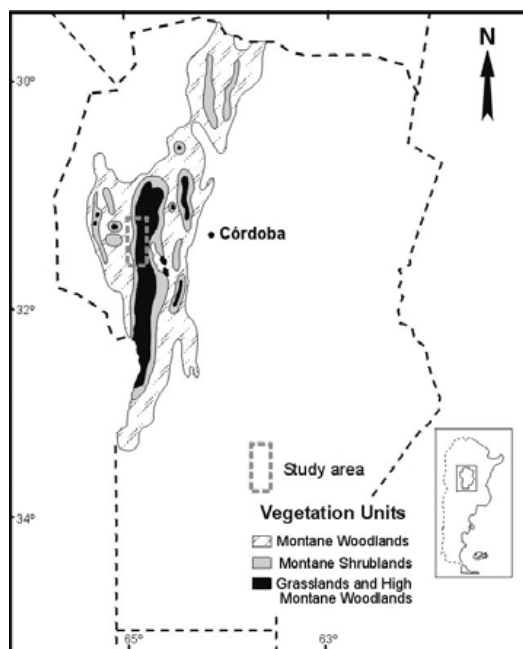 N
30°
Córdoba
32°
33°
Study area
34°
Vegetation Units
Montane Woodlands
Montane Shrublands
Grasslands and High
Montane Woodlands
65°
63°